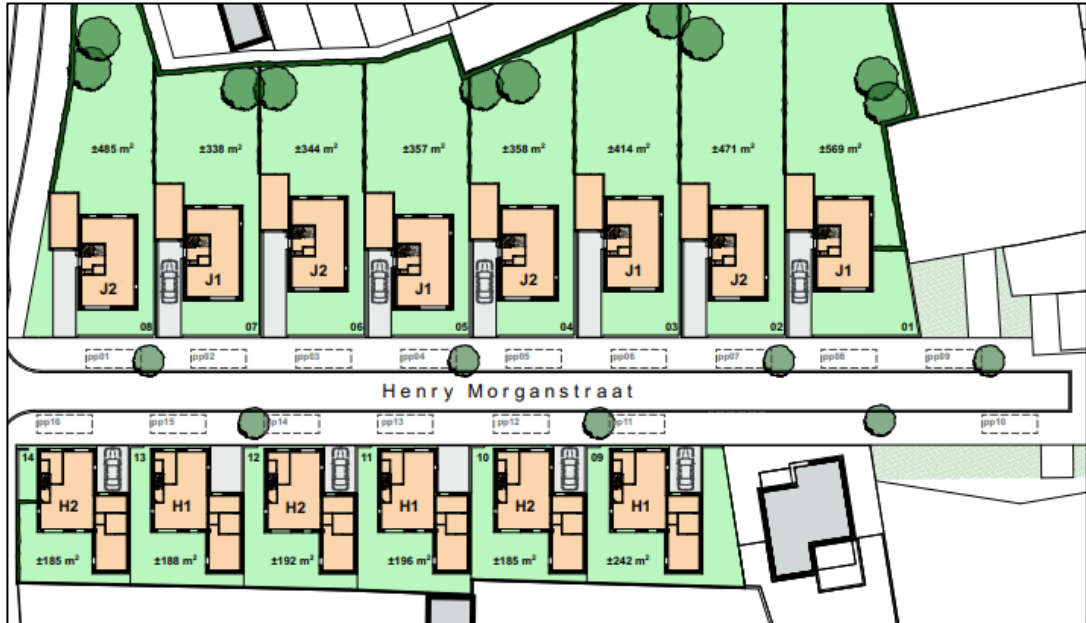 ±485 m² ±338 m² ±344 m² ±357 m² ±358 m² ±414 m² ±471 m² ±569 m²
J2 J1 J2 J1 J2 J1 J2 J1
08 07 06 05 04 03 02 01
pp01 pp02 pp03 pp04 pp05 pp06 pp07 pp08 pp09
Henry Morganstraat
pp16 pp15 pp14 pp13 pp12 pp11 pp10
14 13 12 11 10 09
H2 H1 H2 H1 H2 H1
±185 m² ±188 m² ±192 m² ±196 m² ±185 m² ±242 m²